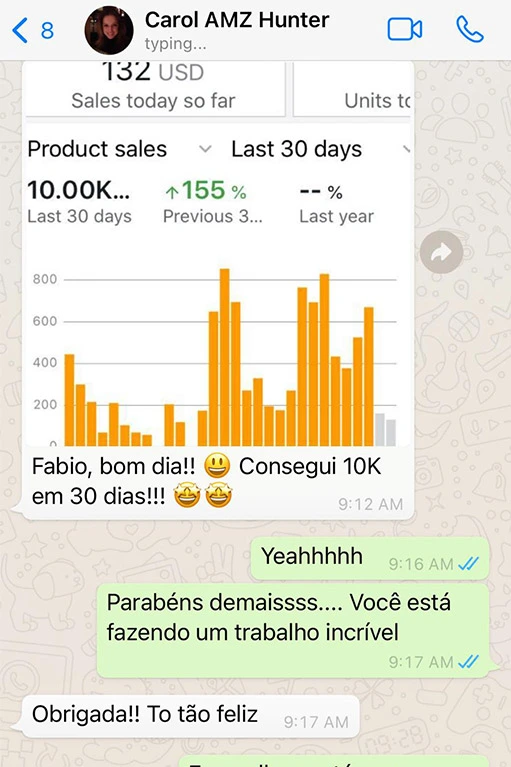 8
Carol AMZ Hunter
typing...
132 USD
Sales today so far
Units to
Product sales
Last 30 days
10.00K...
↑155 %
-- %
Last 30 days
Previous 3...
Last year
800
600
400
200
0
Fabio, bom dia!! 😃 Consegui 10K
em 30 dias!!! 🤩🤩
9:12 AM
Yeahhhhh
9:16 AM
Parabéns demaissss.... Você está
fazendo um trabalho incrível
9:17 AM
Obrigada!! To tão feliz
9:17 AM